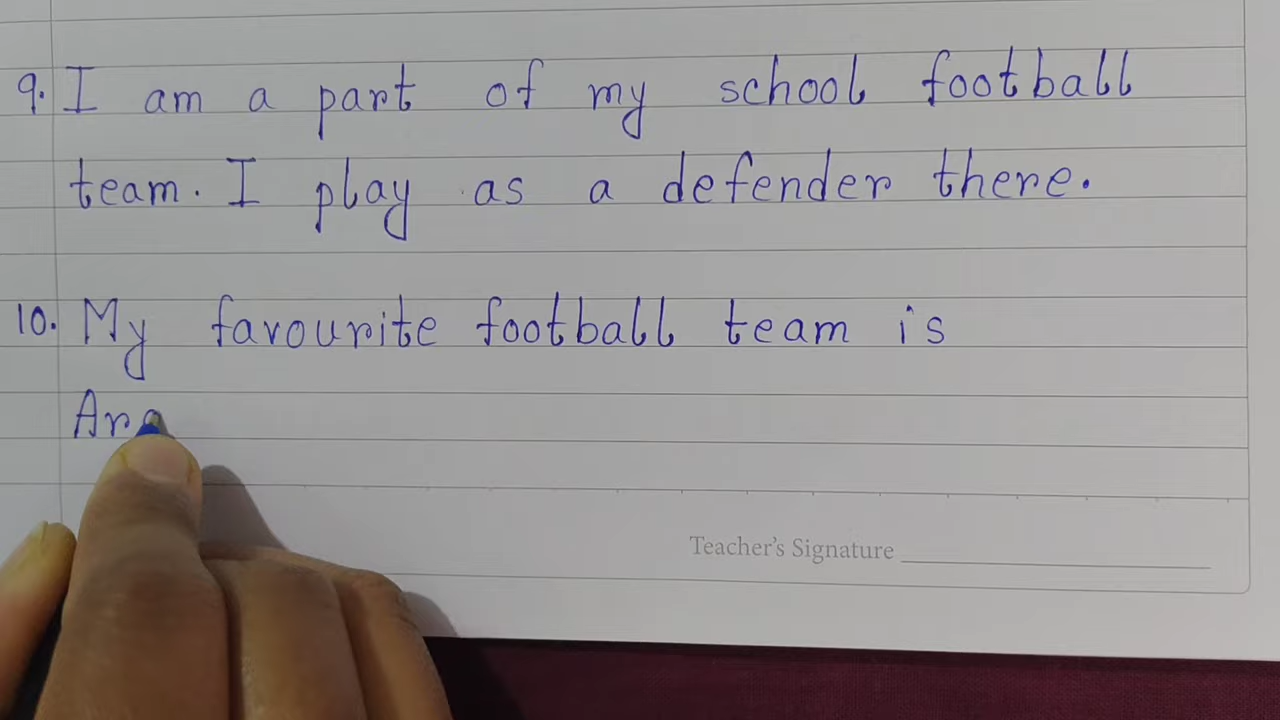 9. I am a part of my school football
team. I play as a defender there.
10. My favourite football team is
Teacher's Signature